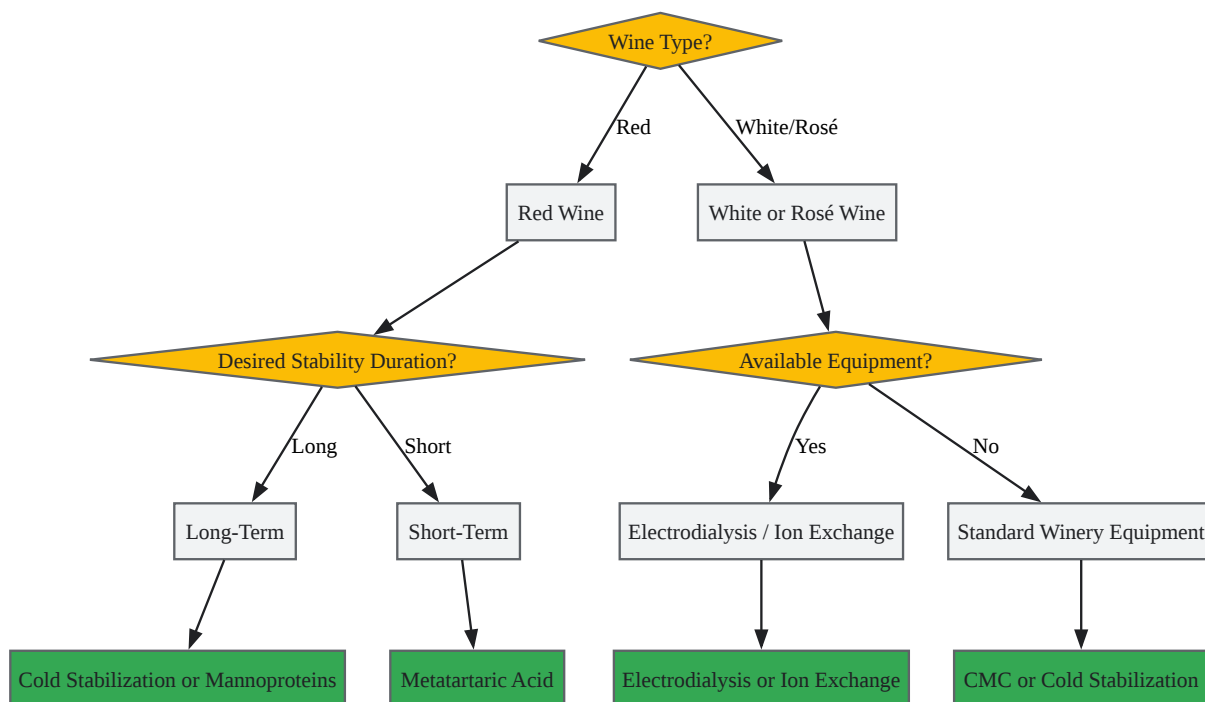 Wine Type?
Red
White/Rosé
Red Wine
White or Rosé Wine
Desired Stability Duration?
Available Equipment?
Long
Short
Yes
No
Long-Term
Short-Term
Electrodialysis / Ion Exchange
Standard Winery Equipment
Cold Stabilization or Mannoproteins
Metatartaric Acid
Electrodialysis or Ion Exchange
CMC or Cold Stabilization